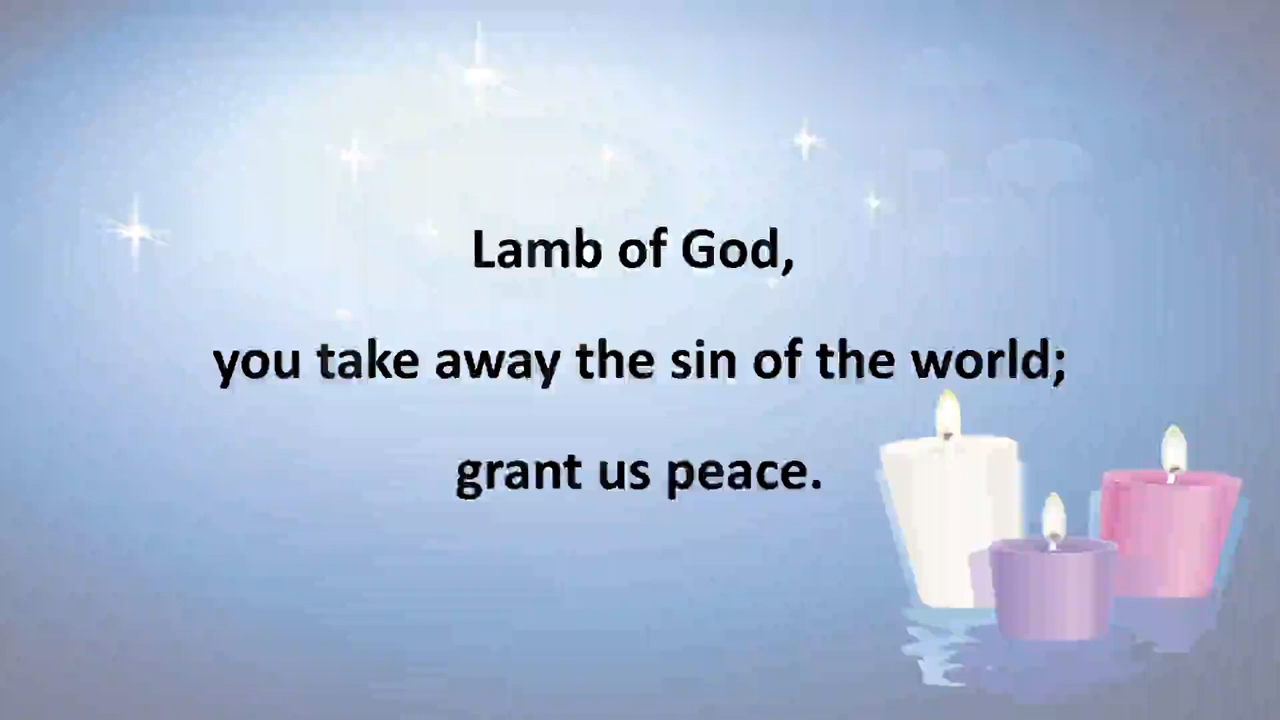 Lamb of God,
you take away the sin of the world;
grant us peace.